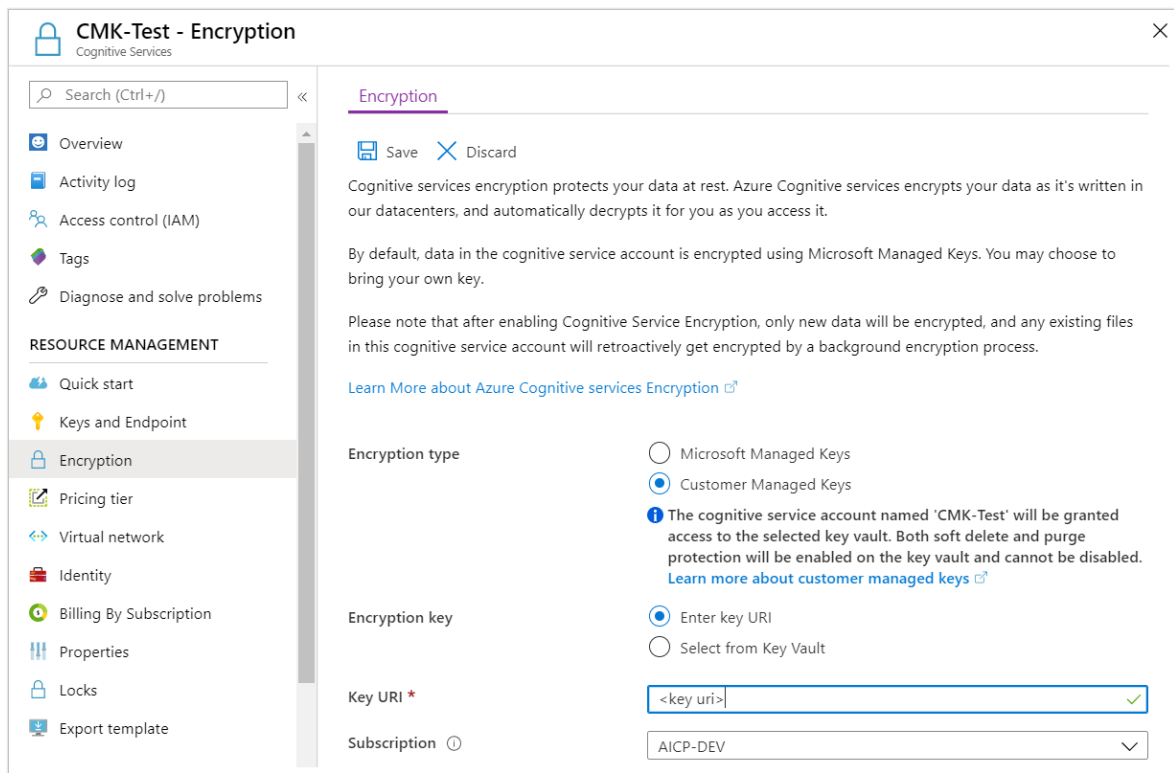 CMK-Test - Encryption
Cognitive Services
Search (Ctrl+/)
Overview
Activity log
Access control (IAM)
Tags
Diagnose and solve problems
RESOURCE MANAGEMENT
Quick start
Keys and Endpoint
Encryption
Pricing tier
Virtual network
Identity
Billing By Subscription
Properties
Locks
Export template
Encryption
Save Discard
Cognitive services encryption protects your data at rest. Azure Cognitive services encrypts your data as it's written in
our datacenters, and automatically decrypts it for you as you access it.
By default, data in the cognitive service account is encrypted using Microsoft Managed Keys. You may choose to
bring your own key.
Please note that after enabling Cognitive Service Encryption, only new data will be encrypted, and any existing files
in this cognitive service account will retroactively get encrypted by a background encryption process.
Learn More about Azure Cognitive services Encryption
Encryption type
Microsoft Managed Keys
Customer Managed Keys
The cognitive service account named 'CMK-Test' will be granted
access to the selected key vault. Both soft delete and purge
protection will be enabled on the key vault and cannot be disabled.
Learn more about customer managed keys
Encryption key
Enter key URI
Select from Key Vault
Key URI *
<key uri>
Subscription
AICP-DEV